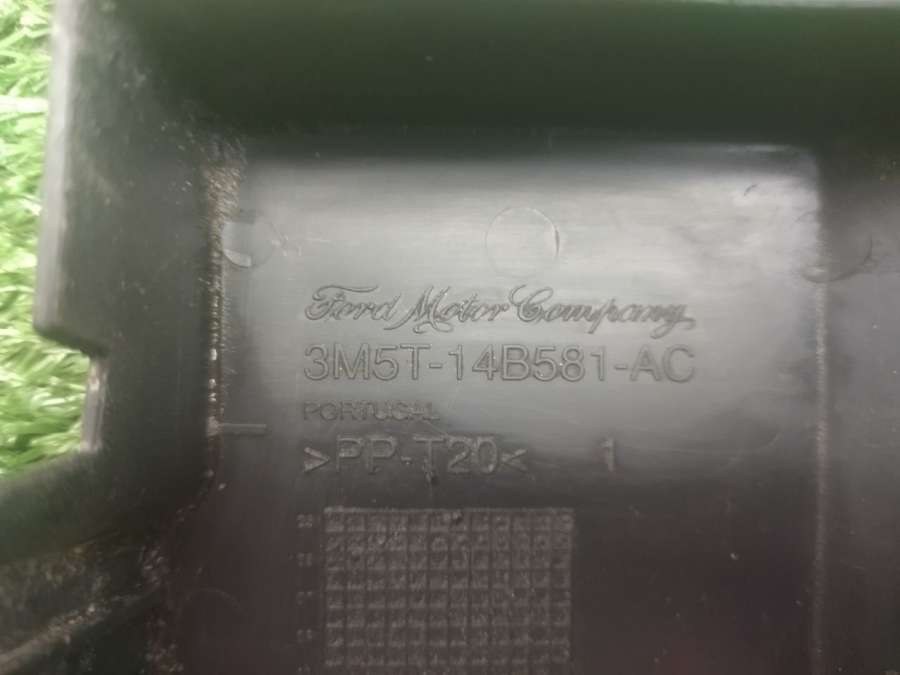 Ford Motor Company
3M5T-14B581-AC
PORTUGAL
>PP-T20< 1